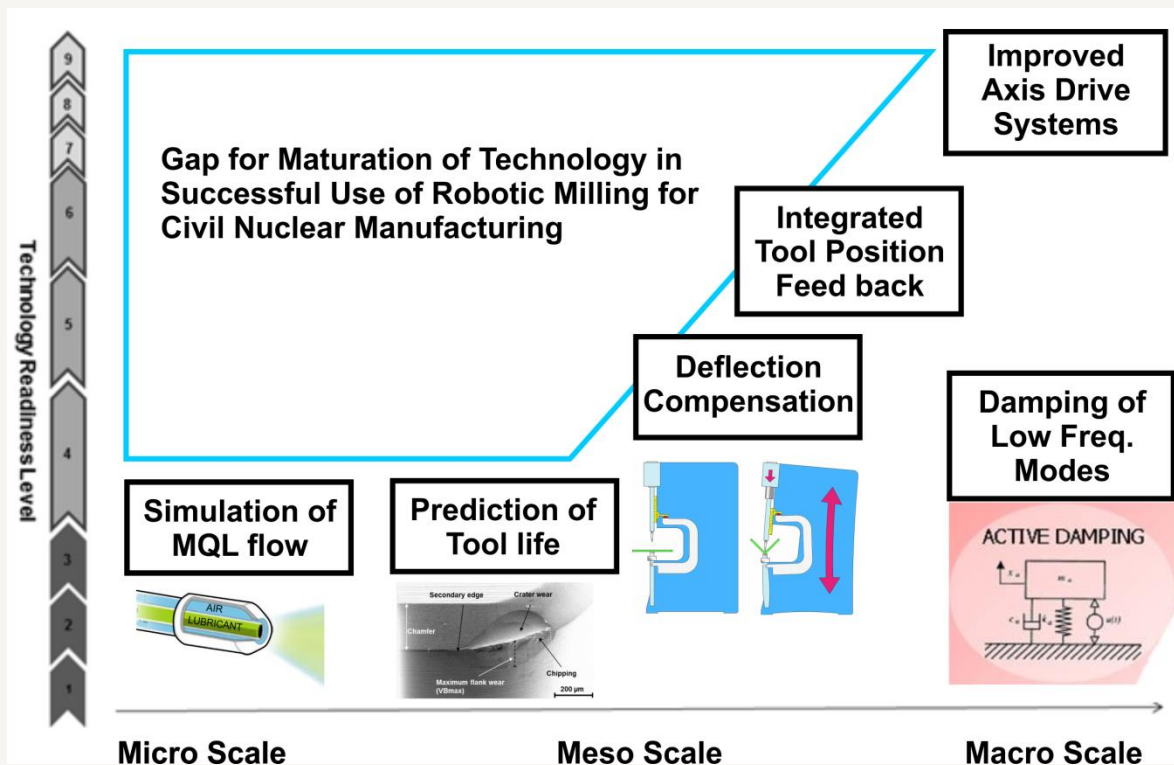 9
8
7
6
5
4
3
2
1
Technology Readiness Level
Gap for Maturation of Technology in
Successful Use of Robotic Milling for
Civil Nuclear Manufacturing
Improved
Axis Drive
Systems
Integrated
Tool Position
Feed back
Deflection
Compensation
Damping of
Low Freq.
Modes
Simulation of
MQL flow
Prediction of
Tool life
AIR
LUBRICANT
Secondary edge
Crater wear
Chamfer
Chipping
Maximum flank wear
(VBmax)
200 µm
ACTIVE DAMPING
Micro Scale
Meso Scale
Macro Scale